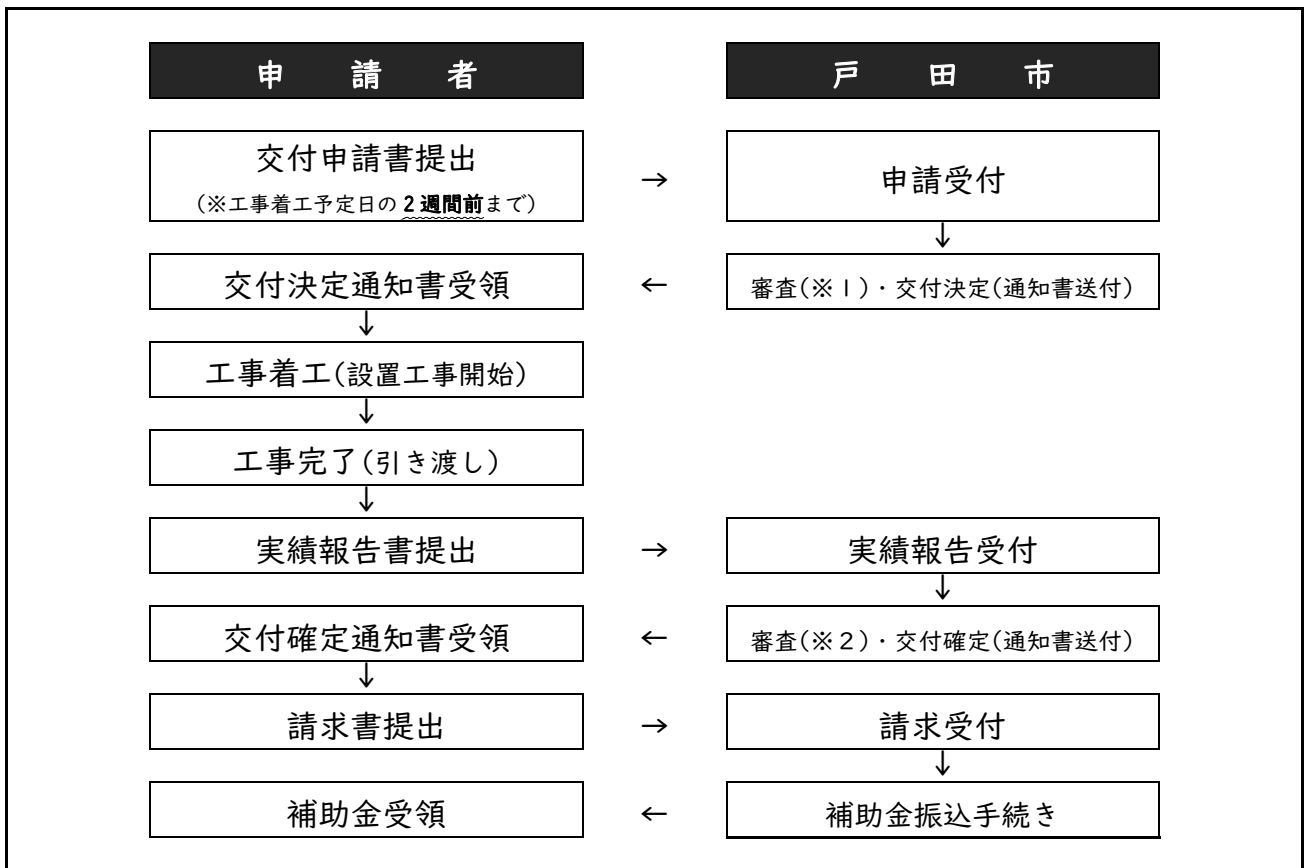 申請者
戸田市
交付申請書提出
(※工事着工予定日の2週間前まで)
→
申請受付
↓
交付決定通知書受領
←
審査(※1)・交付決定(通知書送付)
↓
工事着工(設置工事開始)
↓
工事完了(引き渡し)
↓
実績報告書提出
→
実績報告受付
↓
交付確定通知書受領
←
審査(※2)・交付確定(通知書送付)
↓
請求書提出
→
請求受付
↓
補助金受領
←
補助金振込手続き